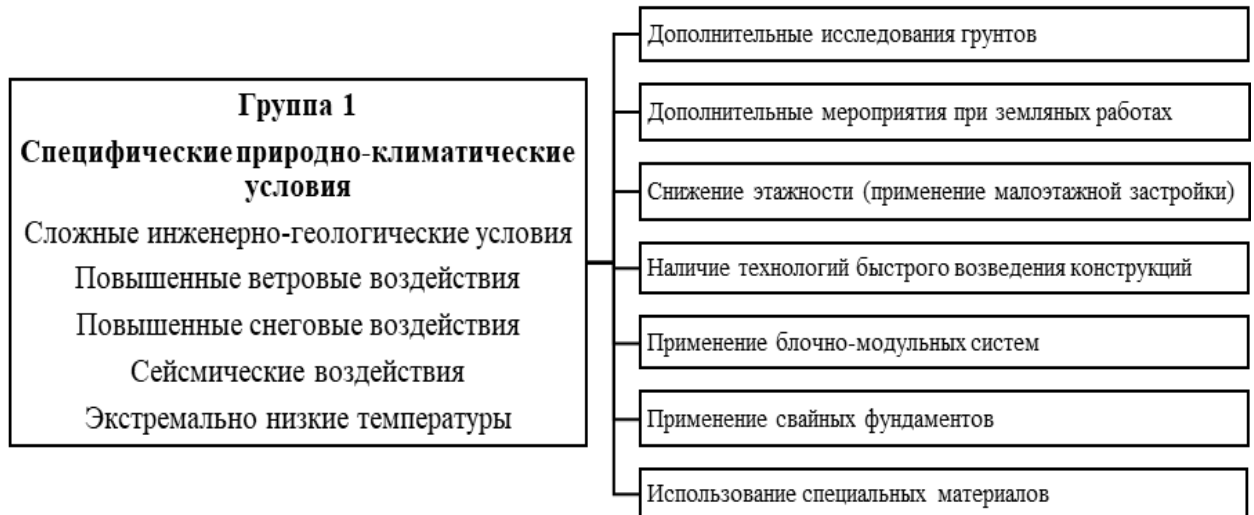 Группа 1
Специфические природно-климатические
условия
Сложные инженерно-геологические условия
Повышенные ветровые воздействия
Повышенные снеговые воздействия
Сейсмические воздействия
Экстремально низкие температуры
Дополнительные исследования грунтов
Дополнительные мероприятия при земляных работах
Снижение этажности (применение малоэтажной застройки)
Наличие технологий быстрого возведения конструкций
Применение блочно-модульных систем
Применение свайных фундаментов
Использование специальных материалов